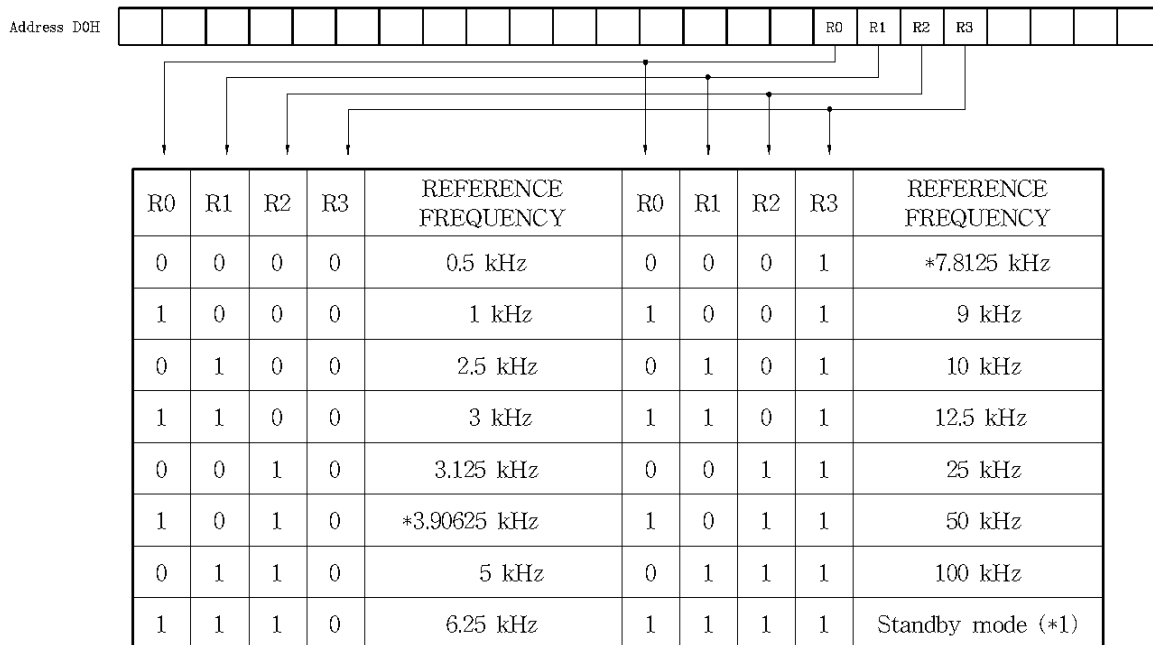 Address D0H R0 R1 R2 R3
R0 R1 R2 R3 REFERENCE FREQUENCY R0 R1 R2 R3 REFERENCE FREQUENCY
0 0 0 0 0.5 kHz 0 0 0 1 *7.8125 kHz
1 0 0 0 1 kHz 1 0 0 1 9 kHz
0 1 0 0 2.5 kHz 0 1 0 1 10 kHz
1 1 0 0 3 kHz 1 1 0 1 12.5 kHz
0 0 1 0 3.125 kHz 0 0 1 1 25 kHz
1 0 1 0 *3.90625 kHz 1 0 1 1 50 kHz
0 1 1 0 5 kHz 0 1 1 1 100 kHz
1 1 1 0 6.25 kHz 1 1 1 1 Standby mode (*1)